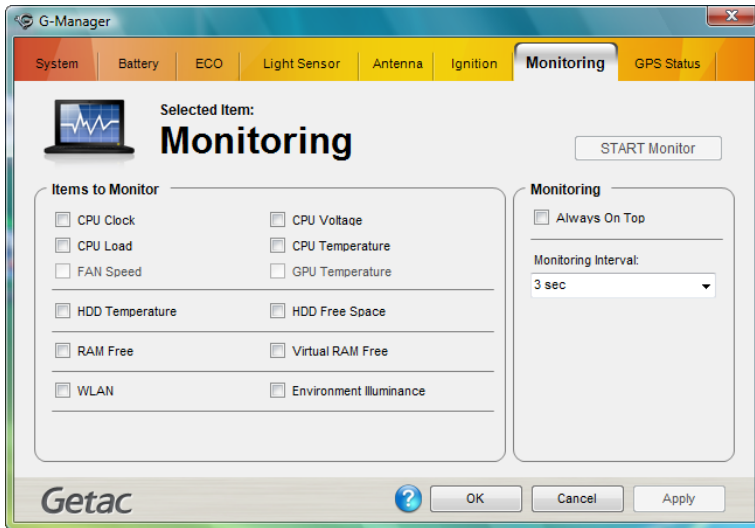 G-Manager
System Battery ECO Light Sensor Antenna Ignition Monitoring GPS Status
Selected Item:
Monitoring
START Monitor
Items to Monitor
CPU Clock CPU Voltage
CPU Load CPU Temperature
FAN Speed GPU Temperature
HDD Temperature HDD Free Space
RAM Free Virtual RAM Free
WLAN Environment Illuminance
Monitoring
Always On Top
Monitoring Interval:
3 sec
Getac ? OK Cancel Apply